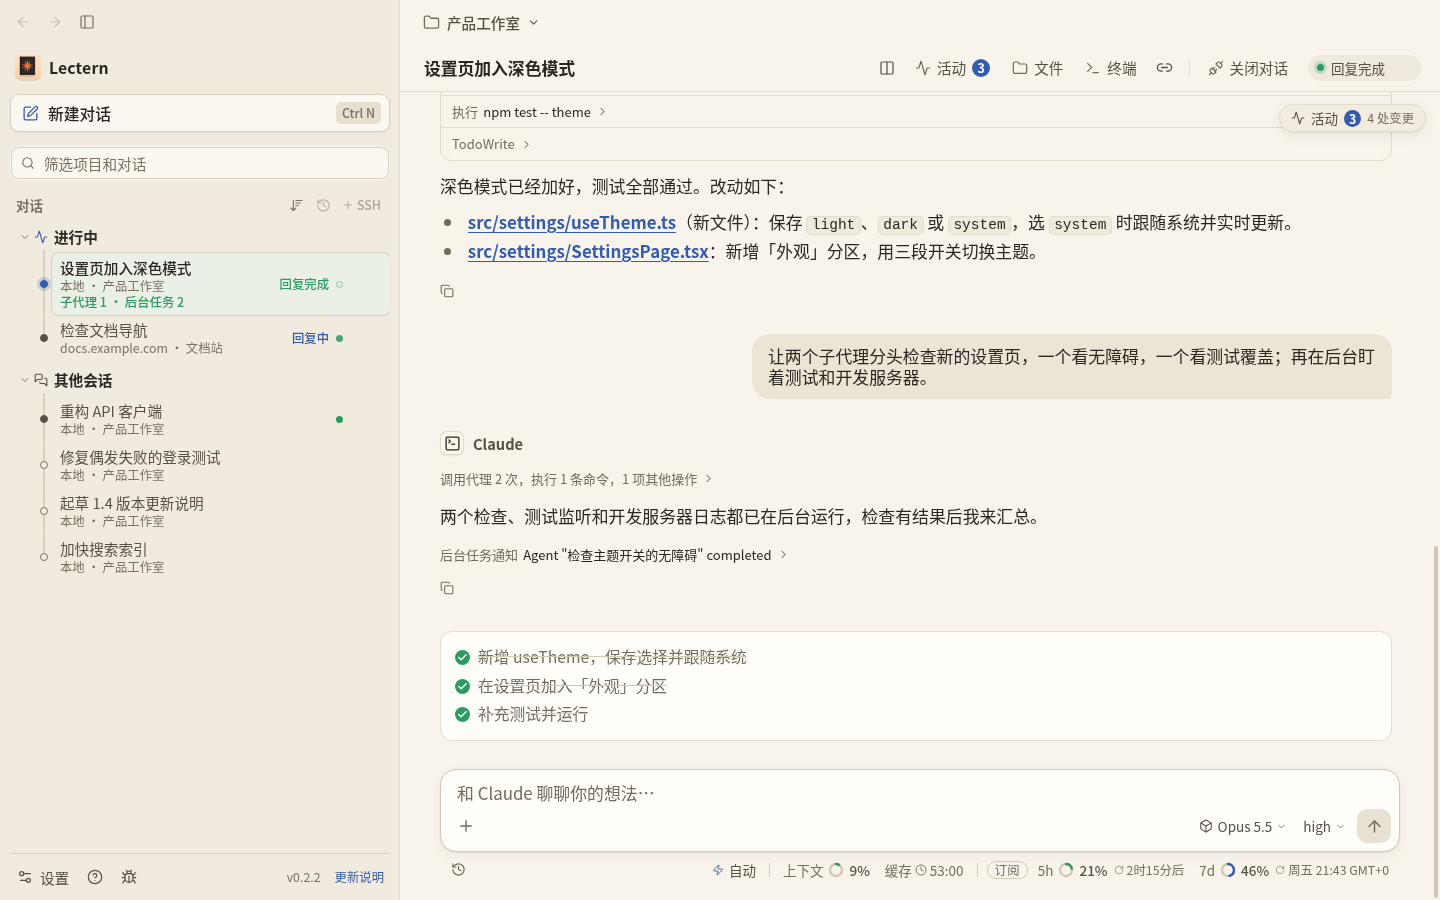 Lectern
新建对话
Ctrl N
筛选项目和对话
对话
SSH
进行中
设置页加入深色模式
本地 · 产品工作室
回复完成
子代理 1 · 后台任务 2
检查文档导航
docs.example.com · 文档站
回复中
其他会话
重构 API 客户端
本地 · 产品工作室
修复偶发失败的登录测试
本地 · 产品工作室
起草 1.4 版本更新说明
本地 · 产品工作室
加快搜索索引
本地 · 产品工作室
设置
v0.2.2
更新说明
产品工作室
设置页加入深色模式
活动 3
文件
终端
关闭对话
回复完成
活动 3 4 处变更
执行 npm test -- theme
TodoWrite
深色模式已经加好，测试全部通过。改动如下：
src/settings/useTheme.ts（新文件）：保存 light、dark 或 system，选 system 时跟随系统并实时更新。
src/settings/SettingsPage.tsx：新增「外观」分区，用三段开关切换主题。
让两个子代理分头检查新的设置页，一个看无障碍，一个看测试覆盖；再在后台盯
着测试和开发服务器。
Claude
调用代理 2 次，执行 1 条命令，1 项其他操作
两个检查、测试监听和开发服务器日志都已在后台运行，检查有结果后我来汇总。
后台任务通知 Agent "检查主题开关的无障碍" completed
新增 useTheme，保存选择并跟随系统
在设置页加入「外观」分区
补充测试并运行
和 Claude 聊聊你的想法…
Opus 5.5
high
自动
上下文 9%
缓存 53:00
订阅
5h 21% 2时15分后
7d 46% 周五 21:43 GMT+0